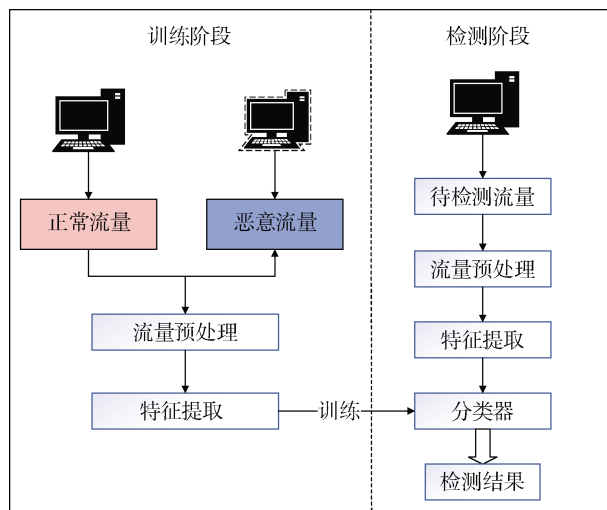 训练阶段
正常流量
恶意流量
流量预处理
特征提取
训练
检测阶段
待检测流量
流量预处理
特征提取
分类器
检测结果